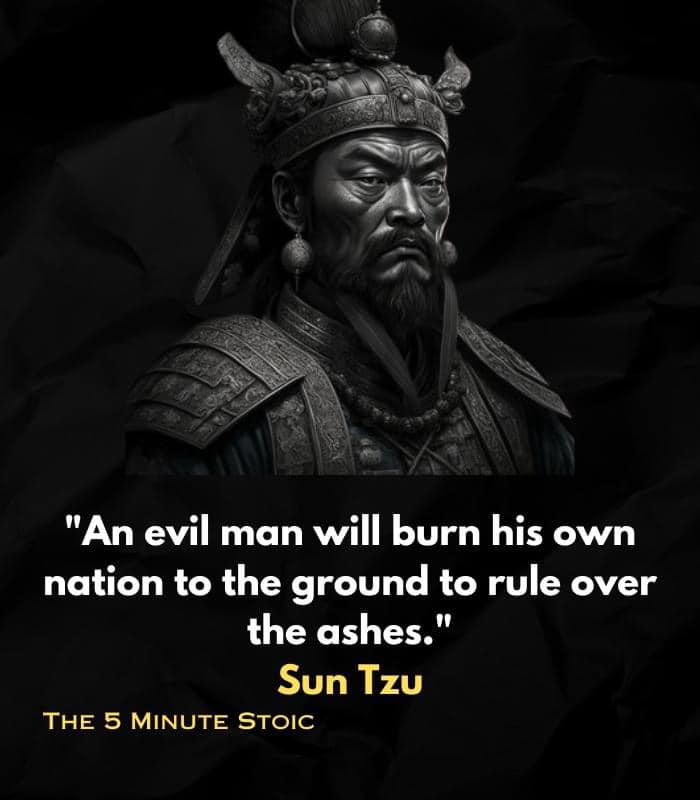 "An evil man will burn his own
nation to the ground to rule over
the ashes."
Sun Tzu
The 5 Minute Stoic